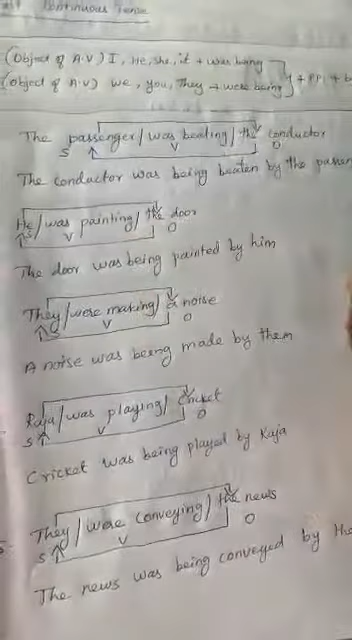 Continuous Tense
(Object of A.V) I, He, she, it + was being
(Object of A.V) We, you, They → were being } + P.P +
The passenger / was beating / the conductor
S V O
The conductor was being beaten by the
He / was painting / the door
S V O
The door was being painted by him
They / were making / a noise
S V O
A noise was being made by them
Raja / was playing / Cricket
S V O
Cricket was being played by Raja
They / were conveying / the news
S V O
The news was being conveyed by